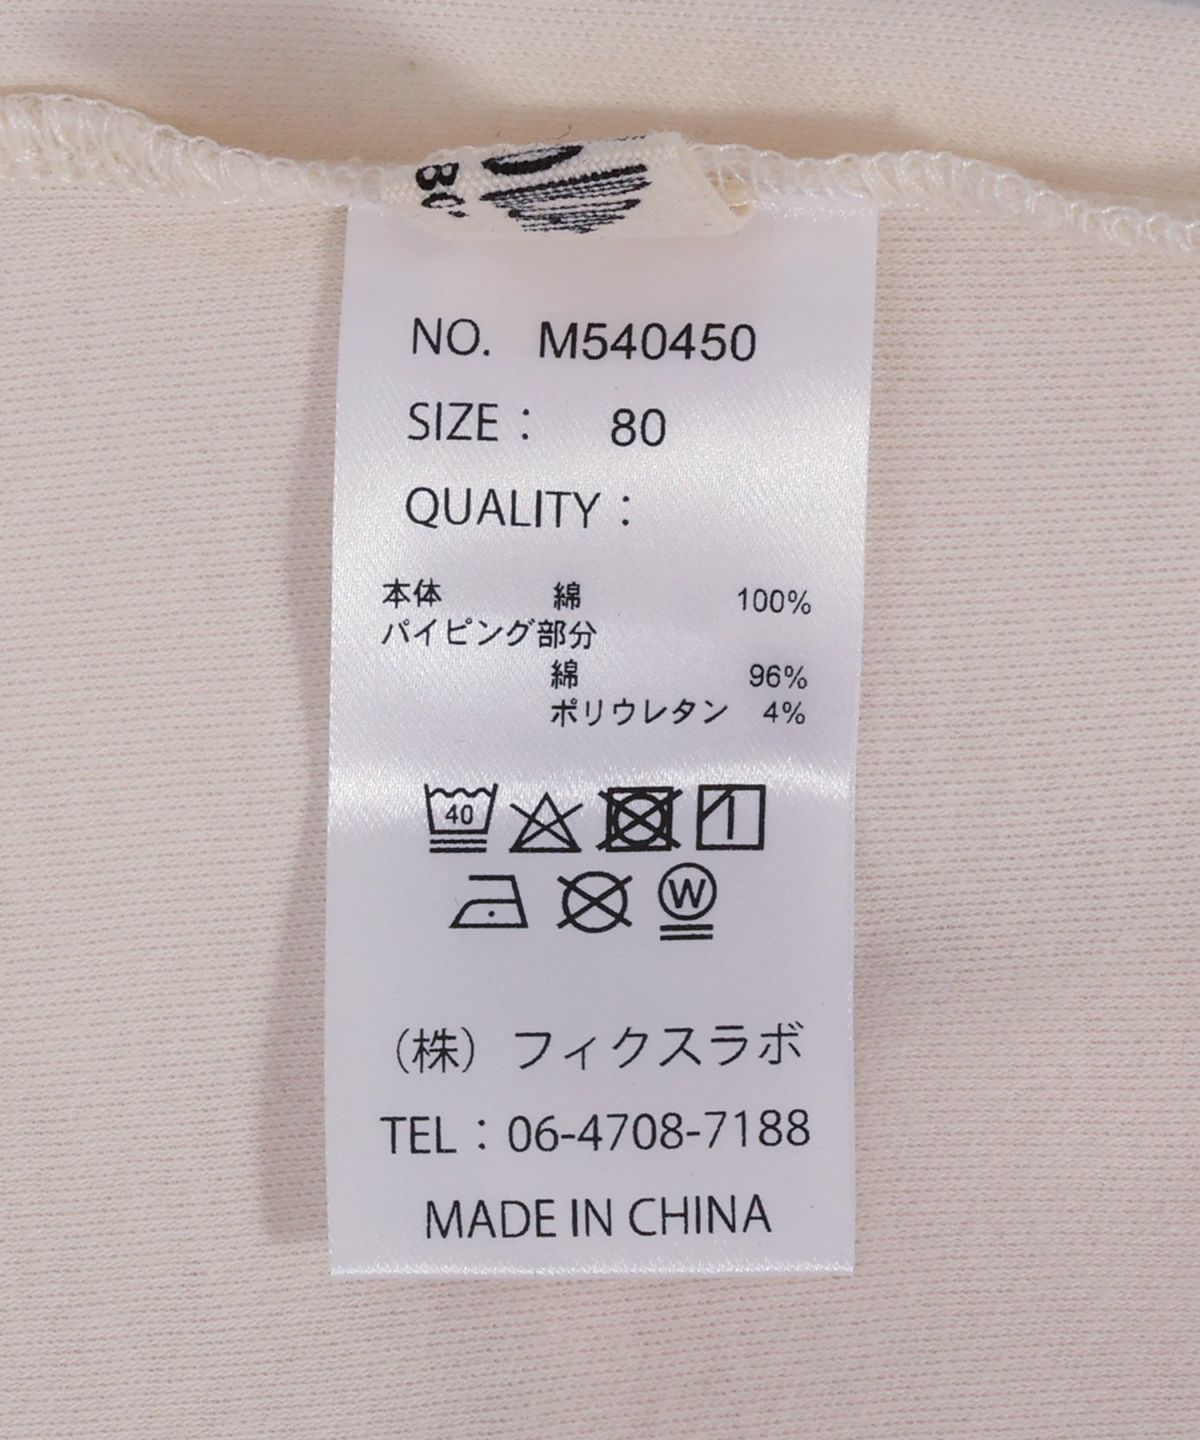 NO. M540450
SIZE： 80
QUALITY：
本体 綿 100%
パイピング部分
綿 96%
ポリウレタン 4%
40
W
（株）フィクスラボ
TEL：06-4708-7188
MADE IN CHINA